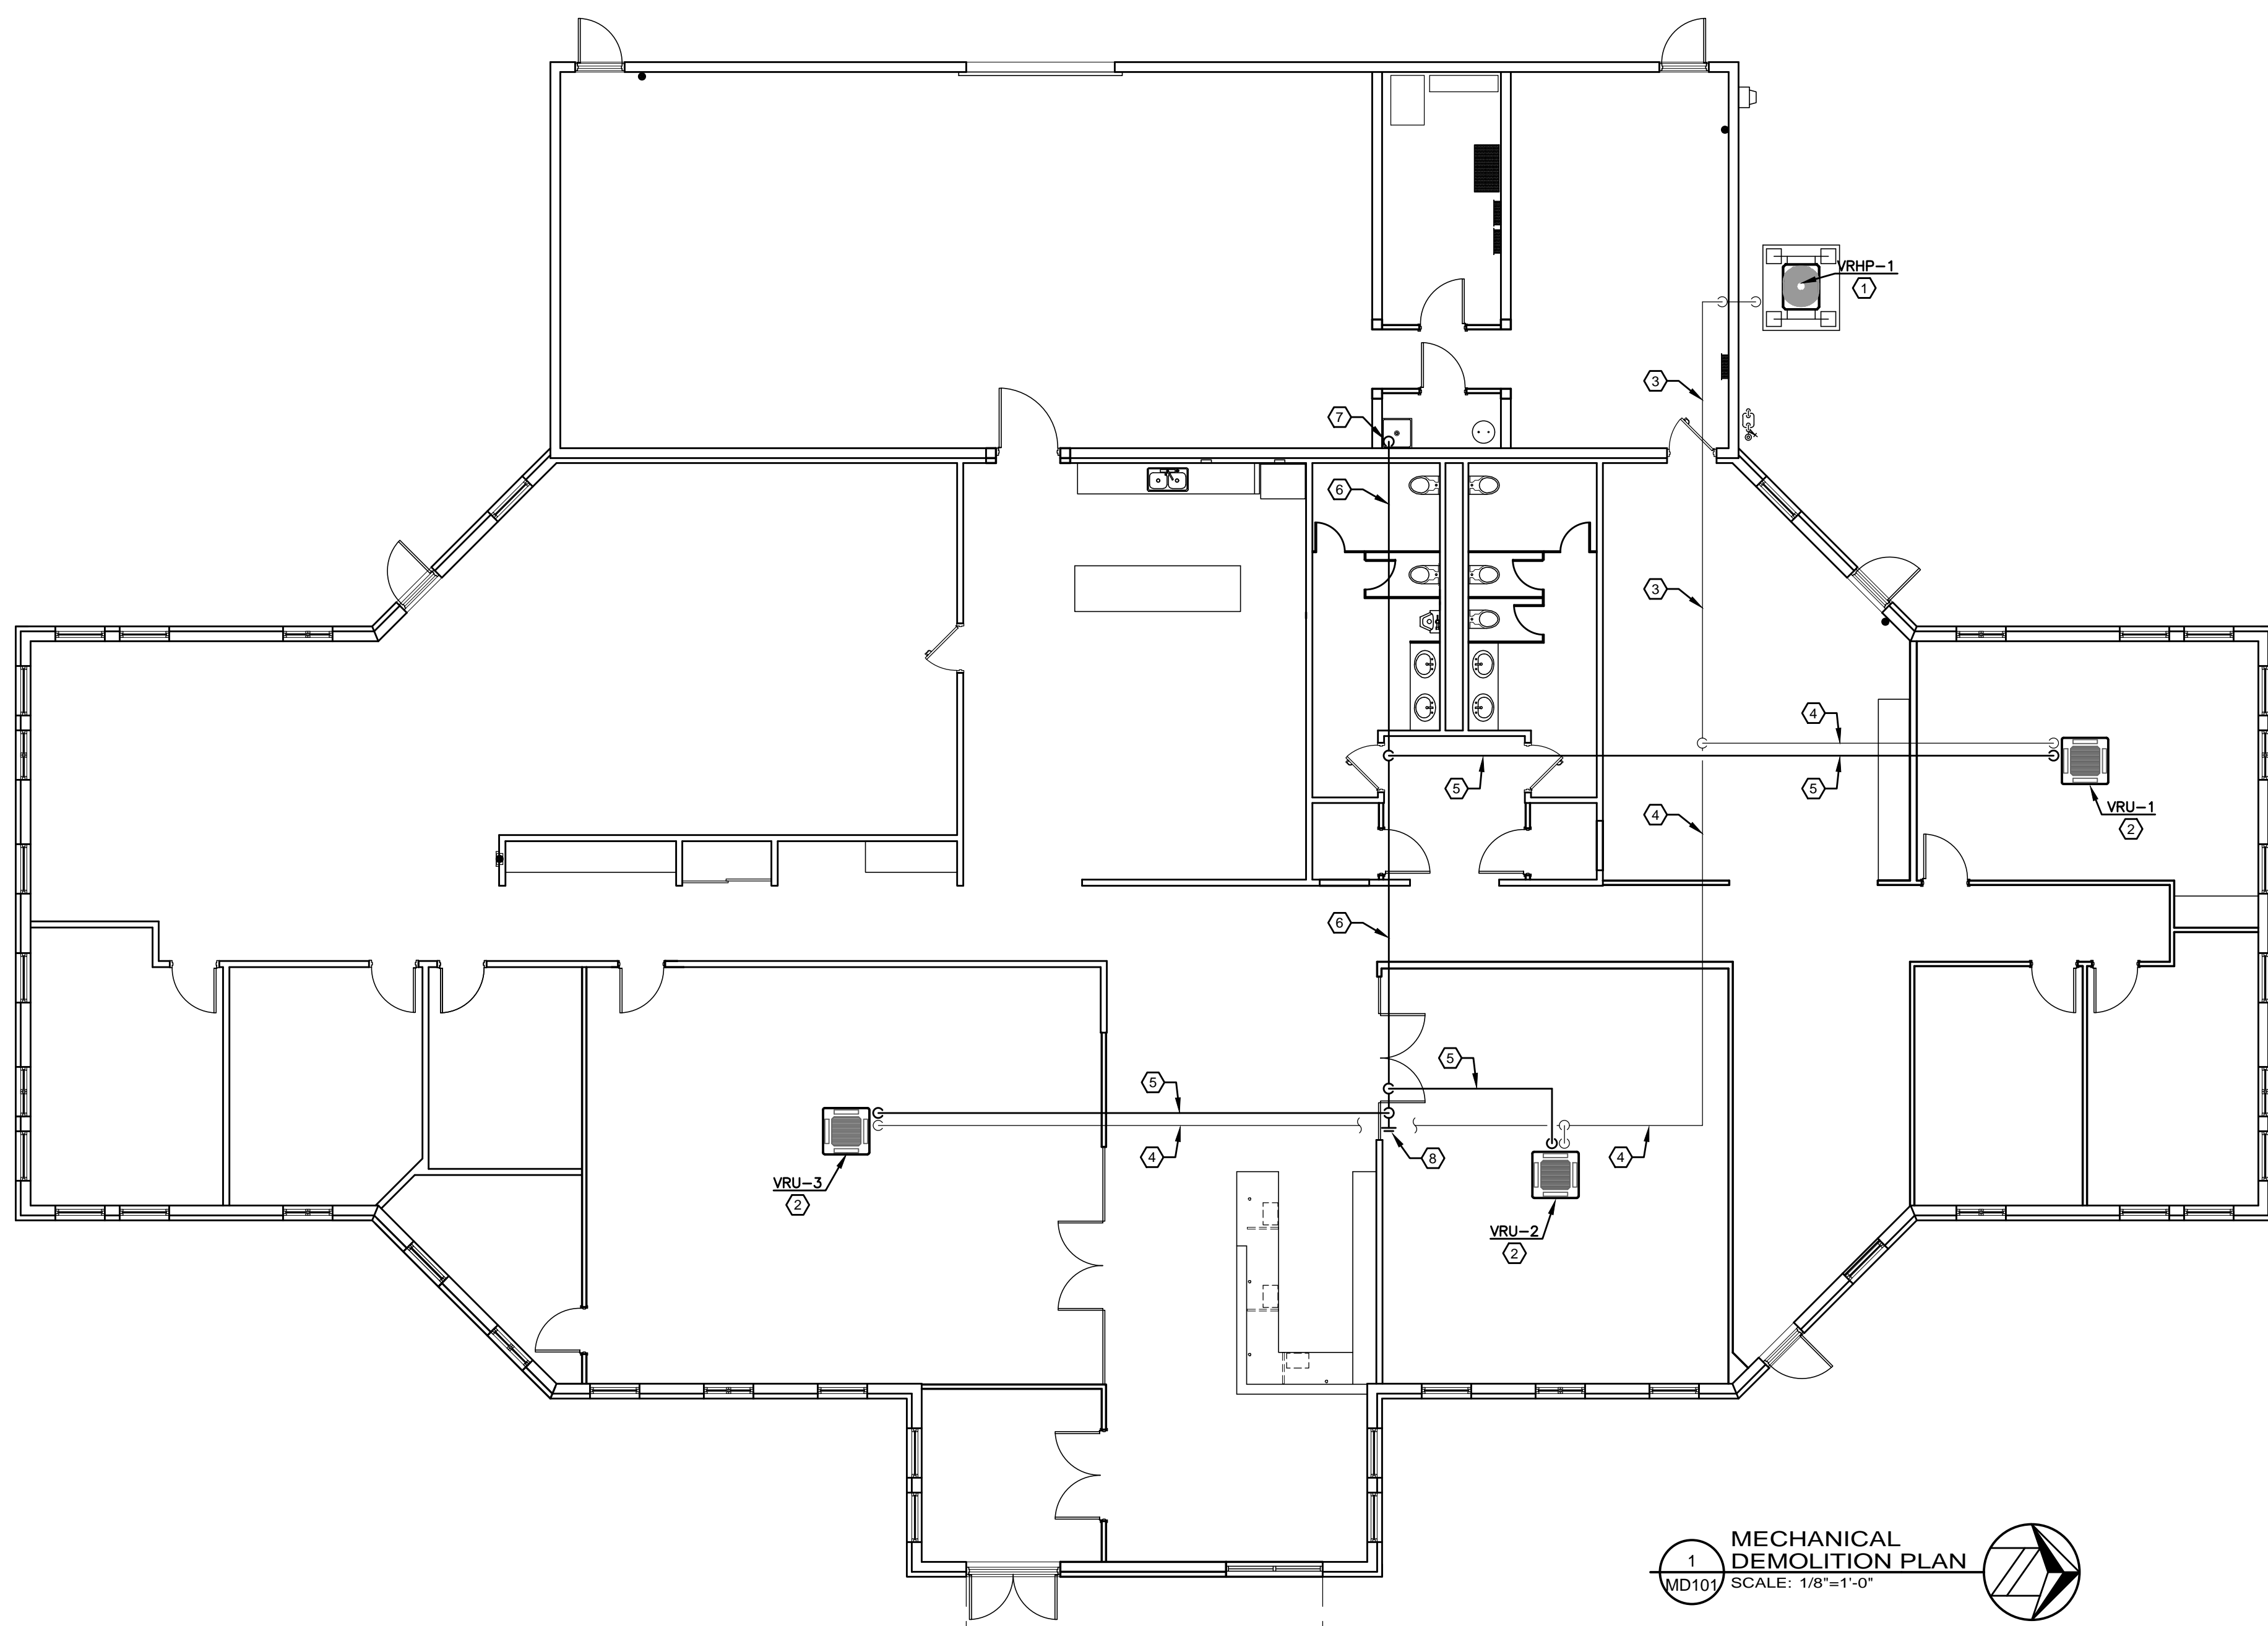 VRHP-1
1
3
7
6
3
4
5
5
VRU-1
2
4
6
5
5
4
8
4
VRU-3
2
VRU-2
2
1
MD101
MECHANICAL
DEMOLITION PLAN
SCALE: 1/8"=1'-0"